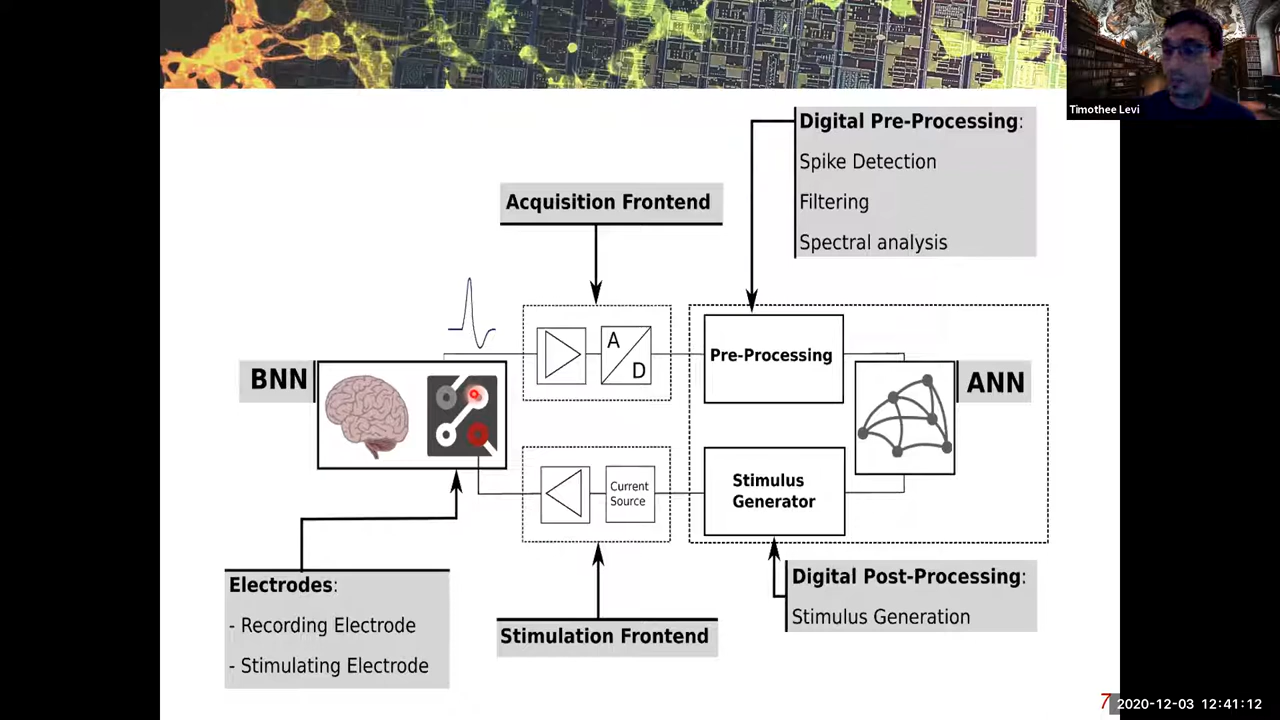 Timothee Levi
Digital Pre-Processing:
Spike Detection
Filtering
Spectral analysis
Acquisition Frontend
A
D
Pre-Processing
BNN
ANN
Current
Source
Stimulus
Generator
Electrodes:
- Recording Electrode
- Stimulating Electrode
Stimulation Frontend
Digital Post-Processing:
Stimulus Generation
7
2020-12-03 12:41:12